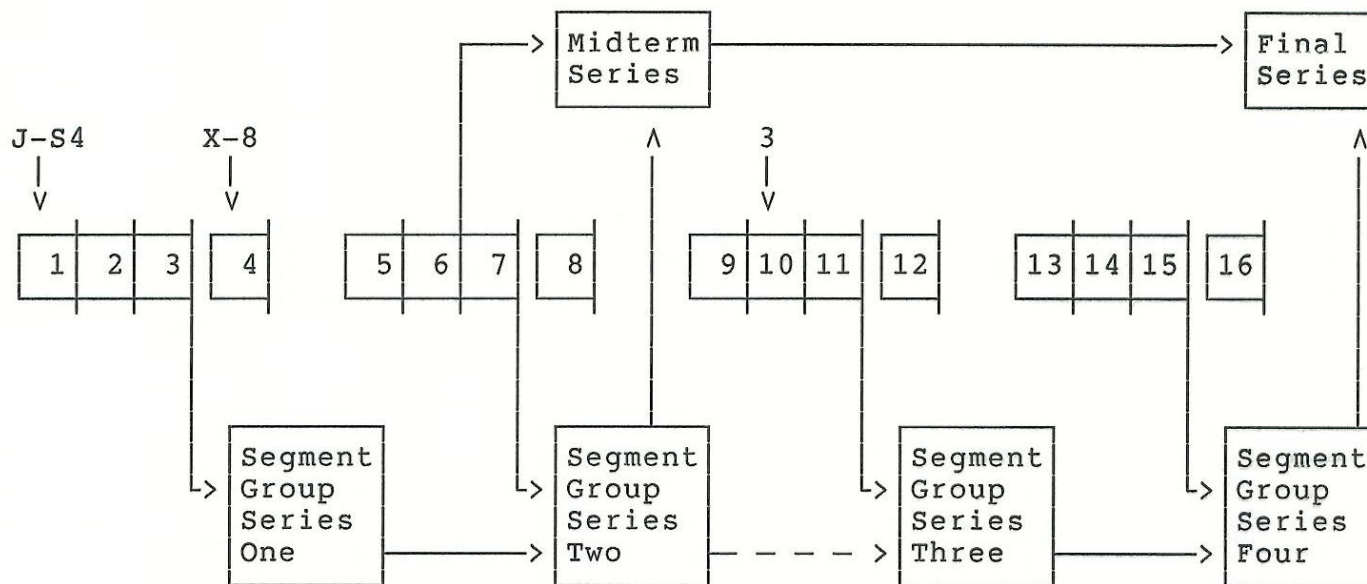 Midterm
Series
Final
Series
J-S4
X-8
3
1 2 3 4 5 6 7 8 9 10 11 12 13 14 15 16
Segment
Group
Series
One
Segment
Group
Series
Two
Segment
Group
Series
Three
Segment
Group
Series
Four